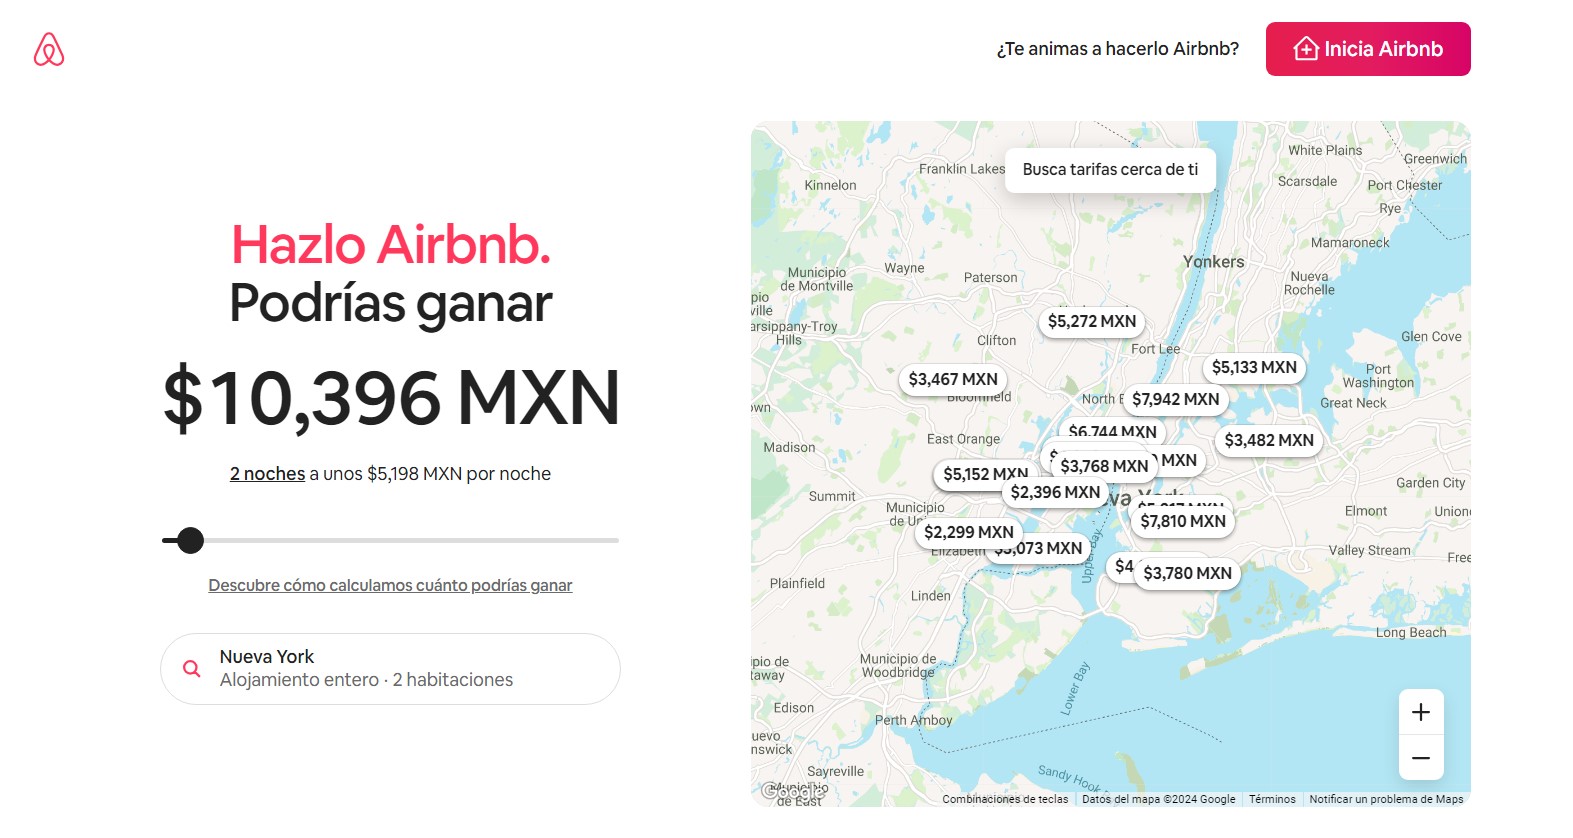 ¿Te animas a hacerlo Airbnb?
Inicia Airbnb
Hazlo Airbnb.
Podrías ganar
$10,396 MXN
2 noches a unos $5,198 MXN por noche
Descubre cómo calculamos cuánto podrías ganar
Nueva York
Alojamiento entero · 2 habitaciones
Busca tarifas cerca de ti
White Plains
Greenwich
Franklin Lakes
Kinnelon
Scarsdale
Port Chester
Rye
Mamaroneck
Yonkers
Wayne
Paterson
Municipio
de Montville
Nueva
Rochelle
pio
ville
arsippany-Troy
Hills
$5,272 MXN
Clifton
Fort Lee
Glen Cove
$5,133 MXN
Port
Washington
$3,467 MXN
Bloomfield
North B
$7,942 MXN
Great Neck
own
$6,744 MXN
East Orange
$3,482 MXN
Madison
$
$3,768 MXN
MXN
$5,152 MXN
$2,396 MXN
va York
Garden City
Summit
Municipio
de Un
Elmont
Union
$7,810 MXN
$2,299 MXN
,073 MXN
Elizabeth
Upper Bay
Valley Stream
Free
$4
$3,780 MXN
Plainfield
Linden
Long Beach
ipio de
taway
Municipio de
Woodbridge
Lower Bay
Edison
Perth Amboy
uevo
nswick
Sayreville
Sandy Hook
Municipio
de East
Google
Combinaciones de teclas
Datos del mapa ©2024 Google
Términos
Notificar un problema de Maps